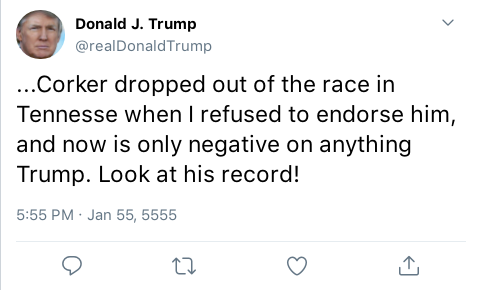 Donald J. Trump
@realDonaldTrump
...Corker dropped out of the race in
Tennesse when I refused to endorse him,
and now is only negative on anything
Trump. Look at his record!
5:55 PM · Jan 55, 5555